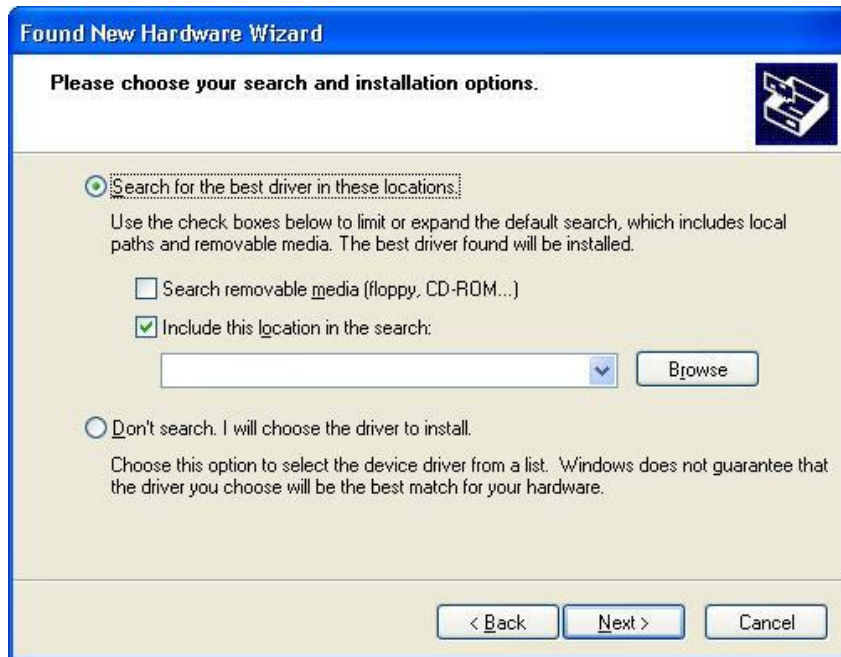 Found New Hardware Wizard
Please choose your search and installation options.
Search for the best driver in these locations.
Use the check boxes below to limit or expand the default search, which includes local
paths and removable media. The best driver found will be installed.
Search removable media (floppy, CD-ROM...)
Include this location in the search:
Browse
Don't search. I will choose the driver to install.
Choose this option to select the device driver from a list.  Windows does not guarantee that
the driver you choose will be the best match for your hardware.
< Back Next > Cancel